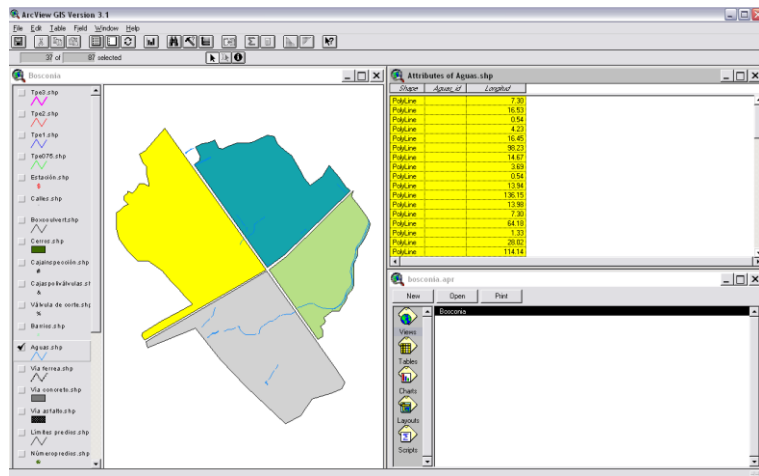 ArcView GIS Version 3.1
File Edit Table Field Window Help
37 of 87 selected
Bosconia
Tpe3.shp
Tpe2.shp
Tpe1.shp
Tpe075.shp
Estación.shp
Calles.shp
Boxcoulvert.shp
Cerros.shp
Cajainspección.shp
Cajaspoliválvulas.sh
Válvula de corte.shp
Barrios.shp
Aguas.shp
Vía ferrea.shp
Vía concreto.shp
Vía asfalto.shp
Límites predios.shp
Númeropredios.shp
Attributes of Aguas.shp
Shape Aguas_id Longitud
PolyLine 7.30
PolyLine 16.53
PolyLine 0.54
PolyLine 4.23
PolyLine 16.45
PolyLine 98.23
PolyLine 14.67
PolyLine 3.69
PolyLine 0.54
PolyLine 13.94
PolyLine 136.15
PolyLine 13.98
PolyLine 7.30
PolyLine 64.18
PolyLine 1.33
PolyLine 28.02
PolyLine 114.14
bosconia.apr
New Open Print
Bosconia
Views
Tables
Charts
Layouts
Scripts